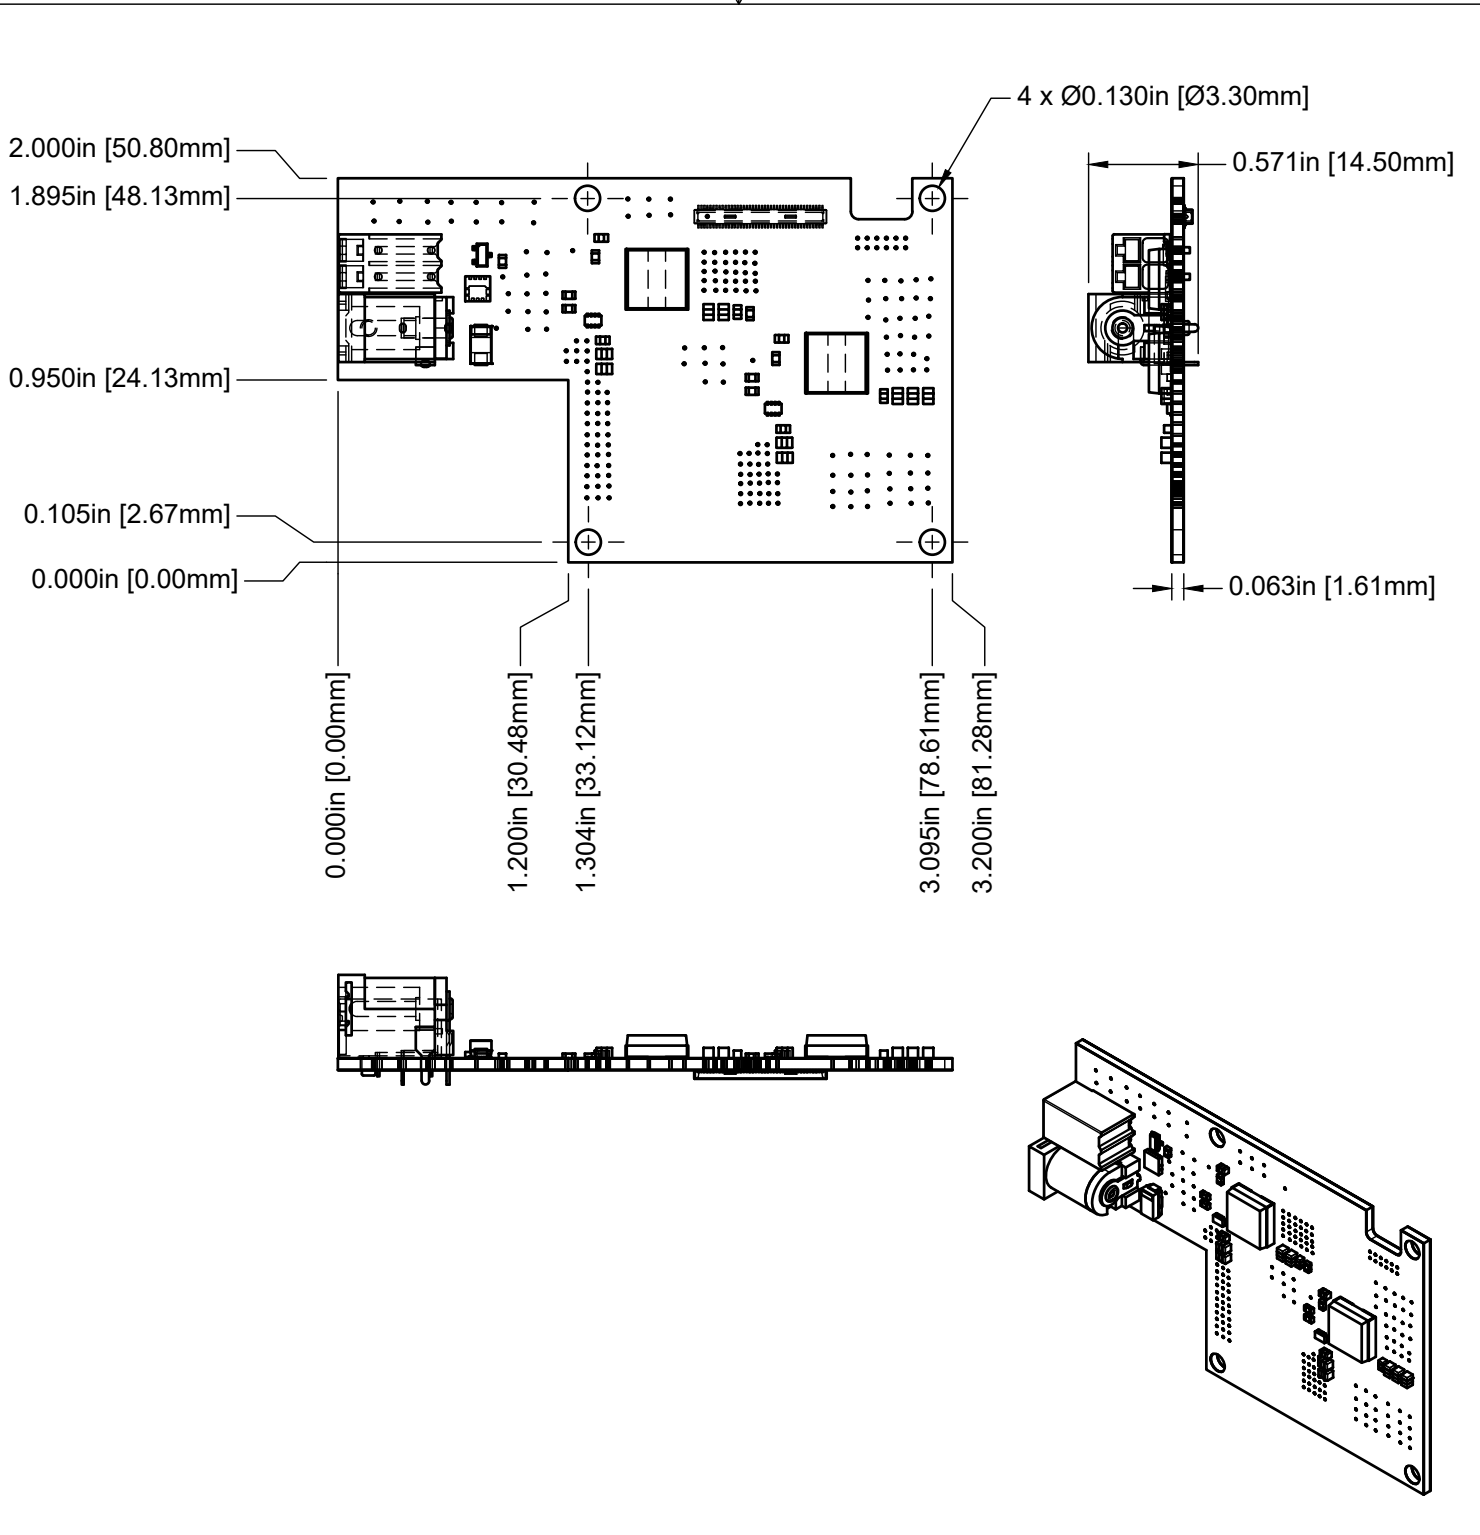 4 x Ø0.130in [Ø3.30mm]
2.000in [50.80mm]
0.571in [14.50mm]
1.895in [48.13mm]
0.950in [24.13mm]
0.105in [2.67mm]
0.000in [0.00mm]
0.063in [1.61mm]
0.000in [0.00mm]
1.200in [30.48mm]
1.304in [33.12mm]
3.095in [78.61mm]
3.200in [81.28mm]